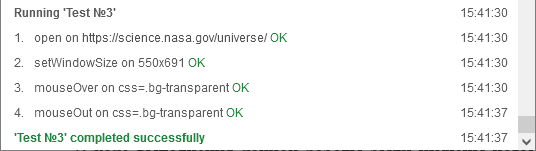 Running 'Test №3' 15:41:30
1. open on https://science.nasa.gov/universe/ OK 15:41:30
2. setWindowSize on 550x691 OK 15:41:30
3. mouseOver on css=.bg-transparent OK 15:41:30
4. mouseOut on css=.bg-transparent OK 15:41:37
'Test №3' completed successfully 15:41:37